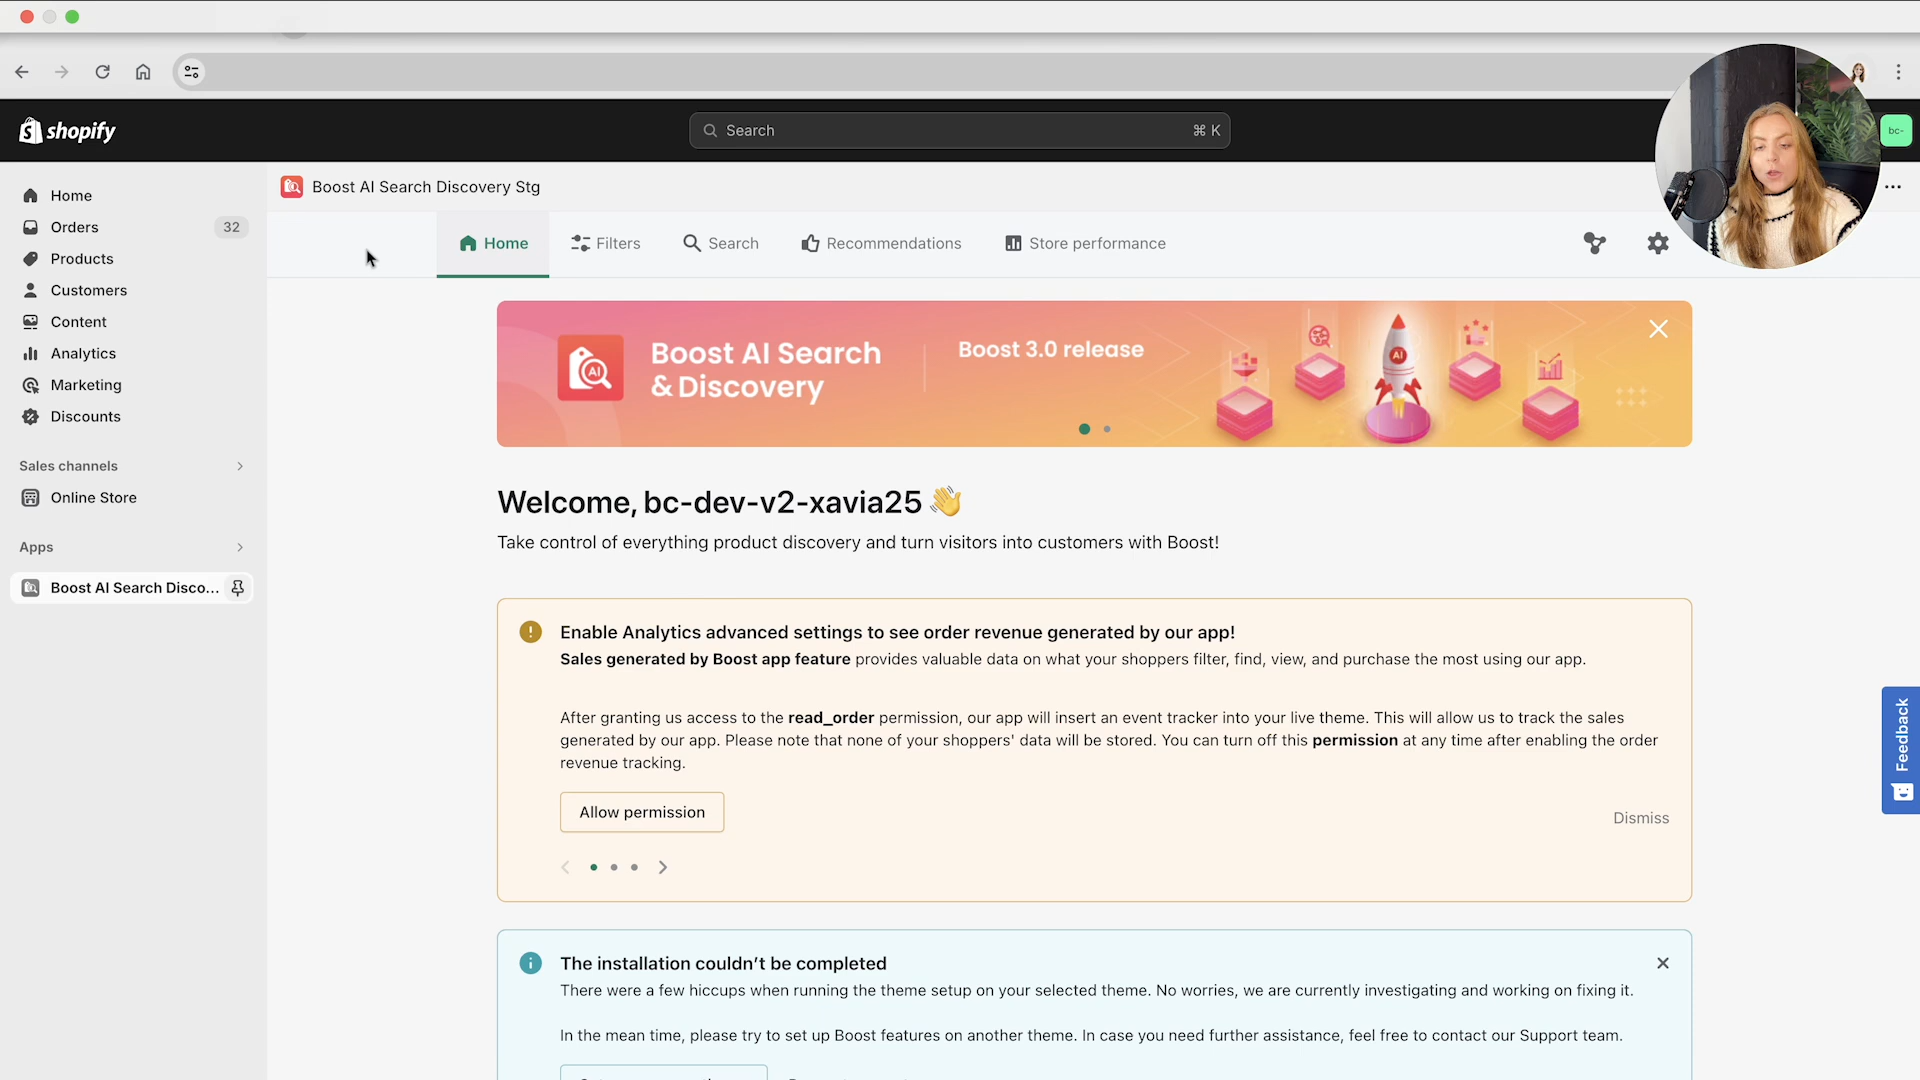 shopify
Search
⌘ K
bc-
Home
Orders
32
Products
Customers
Content
Analytics
Marketing
Discounts
Sales channels
Online Store
Apps
Boost AI Search Disco...
Boost AI Search Discovery Stg
Home
Filters
Search
Recommendations
Store performance
AI
Boost AI Search
& Discovery
Boost 3.0 release
AI
Welcome, bc-dev-v2-xavia25 👋
Take control of everything product discovery and turn visitors into customers with Boost!
Enable Analytics advanced settings to see order revenue generated by our app!
Sales generated by Boost app feature provides valuable data on what your shoppers filter, find, view, and purchase the most using our app.
After granting us access to the read_order permission, our app will insert an event tracker into your live theme. This will allow us to track the sales
generated by our app. Please note that none of your shoppers' data will be stored. You can turn off this permission at any time after enabling the order
revenue tracking.
Allow permission
Dismiss
Feedback
The installation couldn’t be completed
There were a few hiccups when running the theme setup on your selected theme. No worries, we are currently investigating and working on fixing it.
In the mean time, please try to set up Boost features on another theme. In case you need further assistance, feel free to contact our Support team.